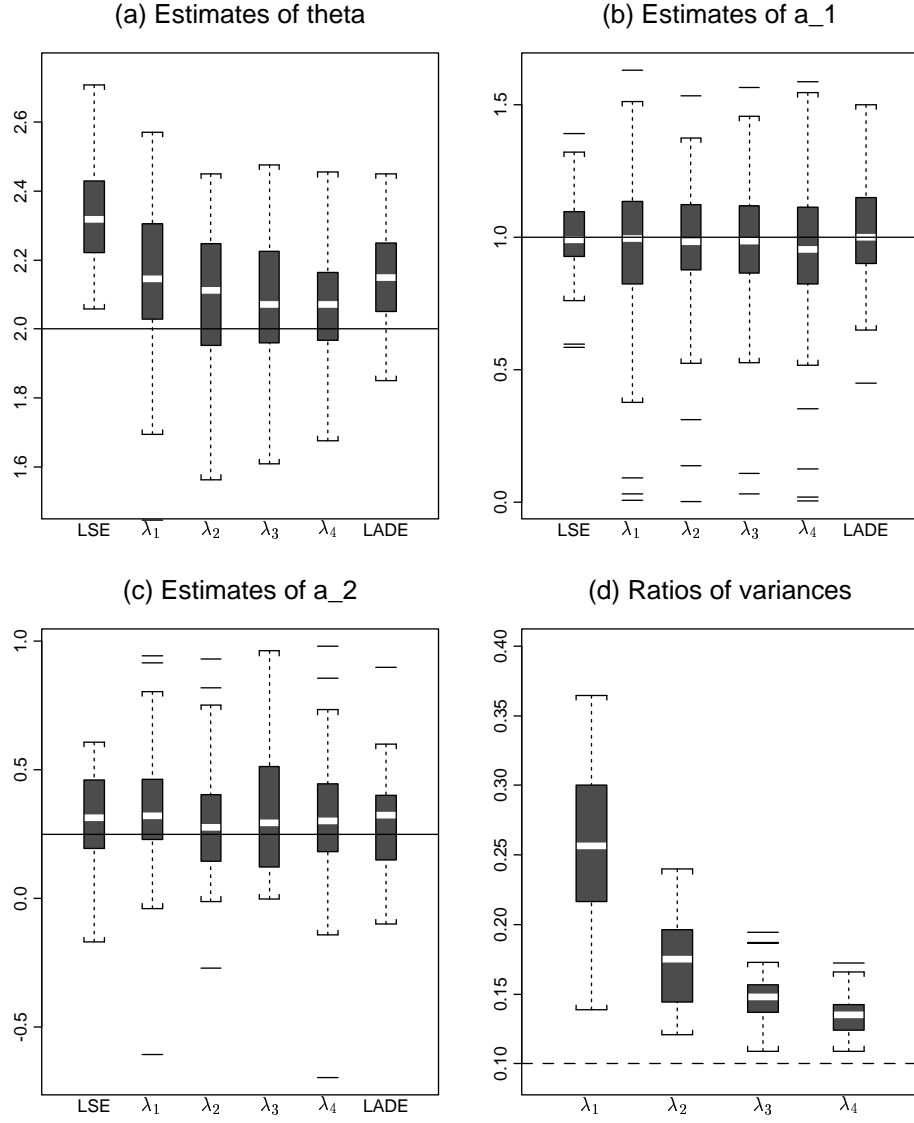 (a) Estimates of theta
2.6
2.4
2.2
2.0
1.8
1.6
LSE λ1 λ2 λ3 λ4 LADE
(b) Estimates of a_1
1.5
1.0
0.5
0.0
LSE λ1 λ2 λ3 λ4 LADE
(c) Estimates of a_2
1.0
0.5
0.0
-0.5
LSE λ1 λ2 λ3 λ4 LADE
(d) Ratios of variances
0.40
0.35
0.30
0.25
0.20
0.15
0.10
λ1 λ2 λ3 λ4